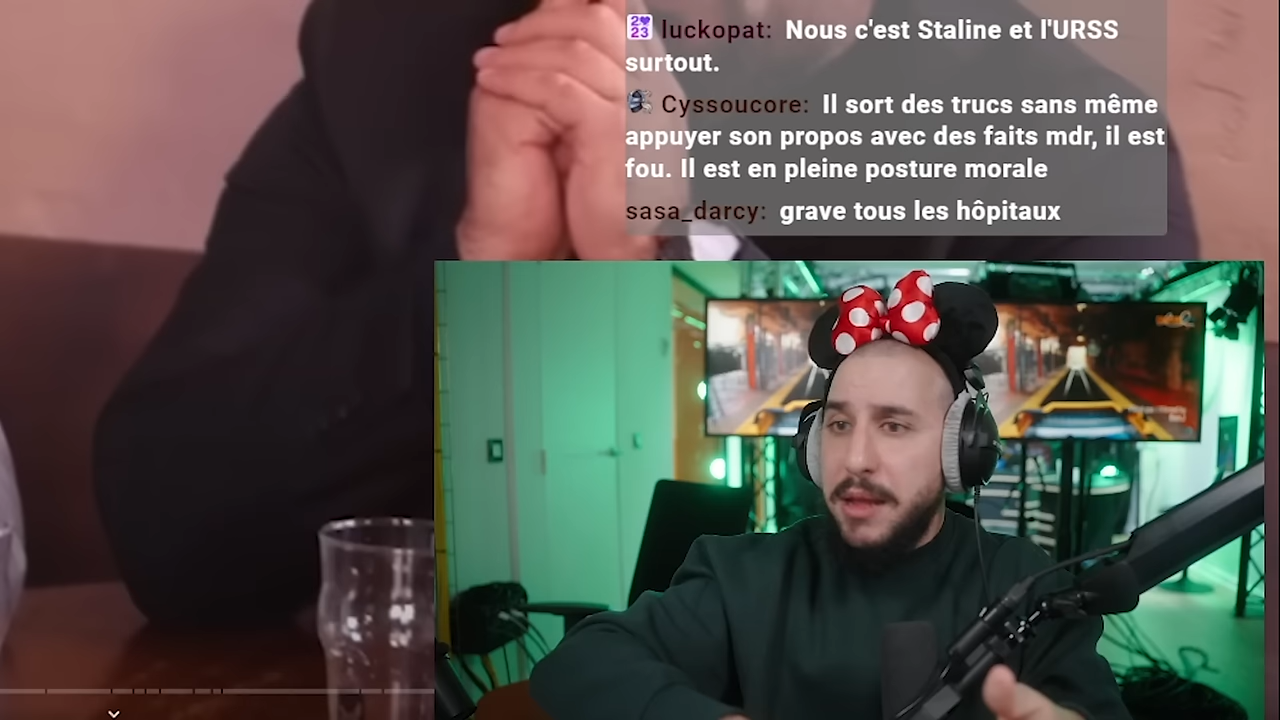 luckopat: Nous c'est Staline et l'URSS
surtout.
Cyssoucore: Il sort des trucs sans même
appuyer son propos avec des faits mdr, il est
fou. Il est en pleine posture morale
sasa_darcy: grave tous les hôpitaux